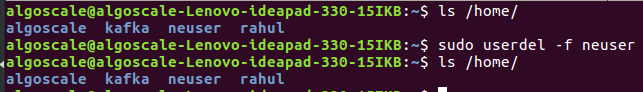 algoscale@algoscale-Lenovo-ideapad-330-15IKB:~$ ls /home/
algoscale  kafka  neuser  rahul
algoscale@algoscale-Lenovo-ideapad-330-15IKB:~$ sudo userdel -f neuser
algoscale@algoscale-Lenovo-ideapad-330-15IKB:~$ ls /home/
algoscale  kafka  neuser  rahul